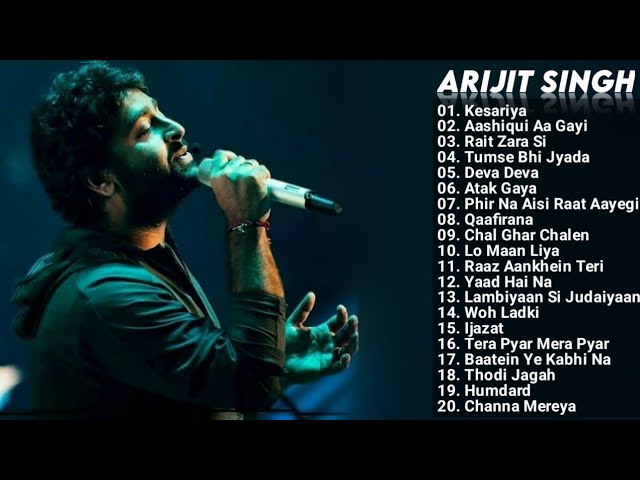 ARIJIT SINGH
01. Kesariya
02. Aashiqui Aa Gayi
03. Rait Zara Si
04. Tumse Bhi Jyada
05. Deva Deva
06. Atak Gaya
07. Phir Na Aisi Raat Aayegi
08. Qaafirana
09. Chal Ghar Chalen
10. Lo Maan Liya
11. Raaz Aankhein Teri
12. Yaad Hai Na
13. Lambiyaan Si Judaiyaan
14. Woh Ladki
15. Ijazat
16. Tera Pyar Mera Pyar
17. Baatein Ye Kabhi Na
18. Thodi Jagah
19. Humdard
20. Channa Mereya